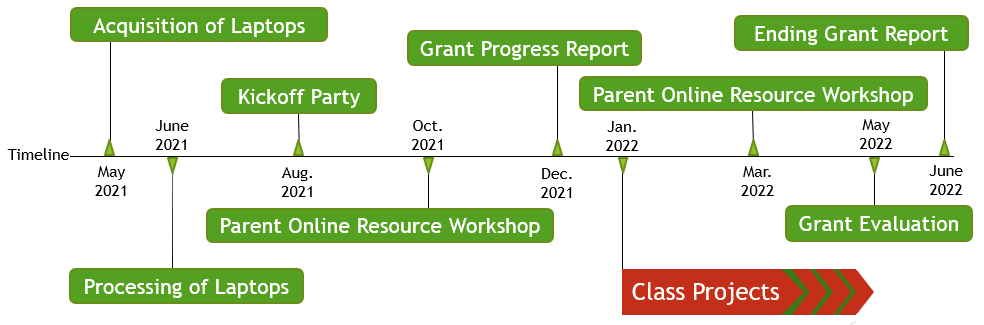 Acquisition of Laptops
Ending Grant Report
Grant Progress Report
Kickoff Party
Parent Online Resource Workshop
June
2021
Oct.
2021
Jan.
2022
May
2022
Timeline
May
2021
Aug.
2021
Dec.
2021
Mar.
2022
June
2022
Parent Online Resource Workshop
Grant Evaluation
Processing of Laptops
Class Projects